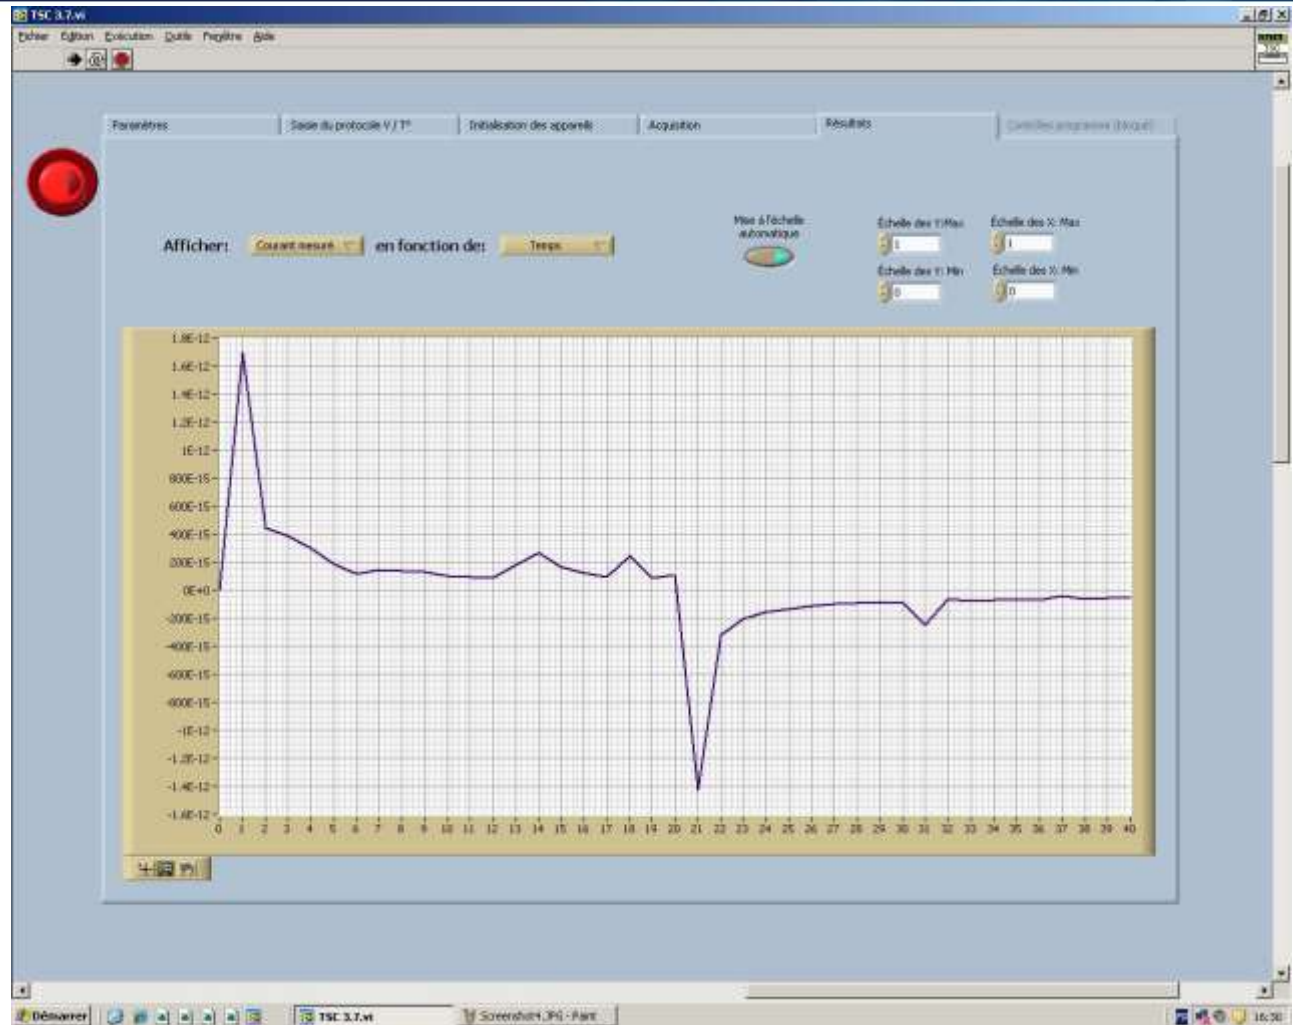 TSC 3.7.vi
Fichier Edition Exécution Outils Fenêtre Aide
Paramètres Saisie du protocole V / T° Initialisation des appareils Acquisition Résultats Contrôles programme (bloqué)
Afficher: Courant mesuré en fonction de: Temps
Mise à l'échelle automatique
Échelle des Y:Max Échelle des X: Max
1 1
Échelle des Y: Min Échelle des X: Min
0 0
1.8E-12
1.6E-12
1.4E-12
1.2E-12
1E-12
800E-15
600E-15
400E-15
200E-15
0E+0
-200E-15
-400E-15
-600E-15
-800E-15
-1E-12
-1.2E-12
-1.4E-12
-1.6E-12
0 1 2 3 4 5 6 7 8 9 10 11 12 13 14 15 16 17 18 19 20 21 22 23 24 25 26 27 28 29 30 31 32 33 34 35 36 37 38 39 40
Démarrer TSC 3.7.vi Screenshot4.JPG - Paint 16:50